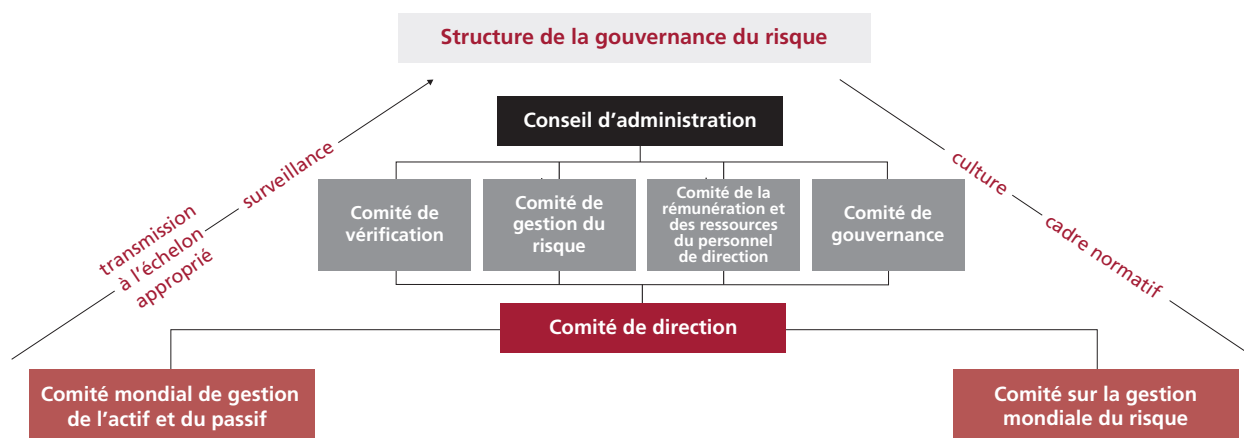 Structure de la gouvernance du risque
Conseil d'administration
surveillance
transmission
à l'échelon
approprié
culture
cadre normatif
Comité de
vérification
Comité de
gestion du
risque
Comité de la
rémunération et
des ressources
du personnel
de direction
Comité de
gouvernance
Comité de direction
Comité mondial de gestion
de l'actif et du passif
Comité sur la gestion
mondiale du risque